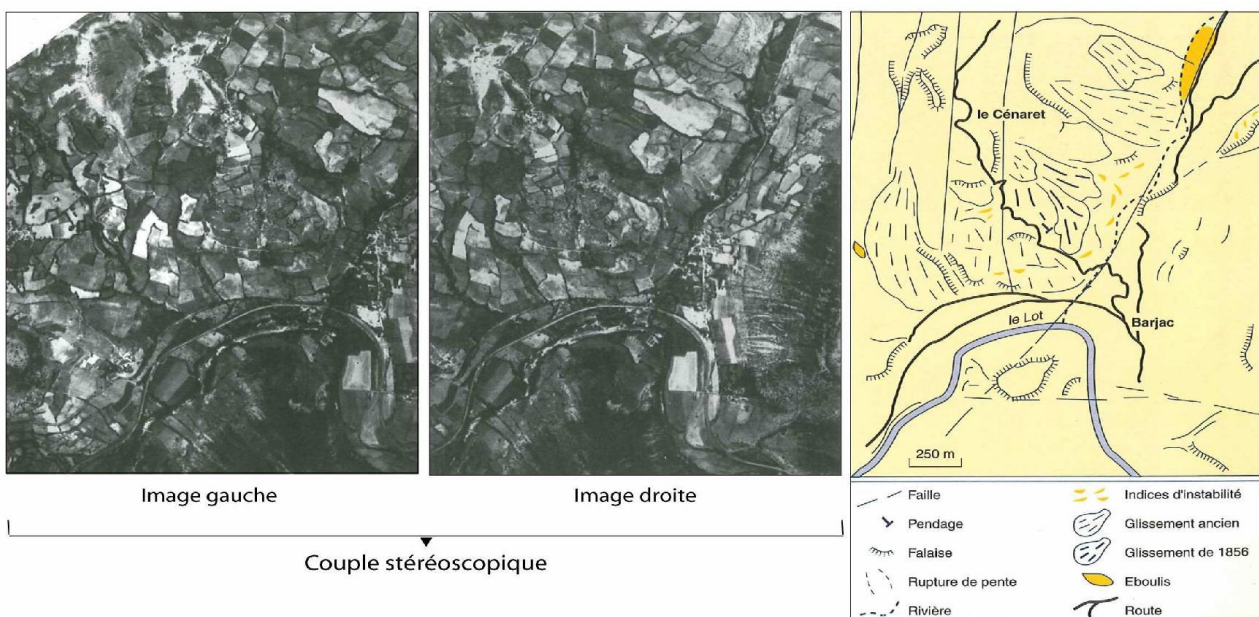 le Cénaret
le Lot
Barjac
250 m
Image gauche
Image droite
Couple stéréoscopique
Faille
Pendage
Falaise
Rupture de pente
Rivière
Indices d'instabilité
Glissement ancien
Glissement de 1856
Eboulis
Route